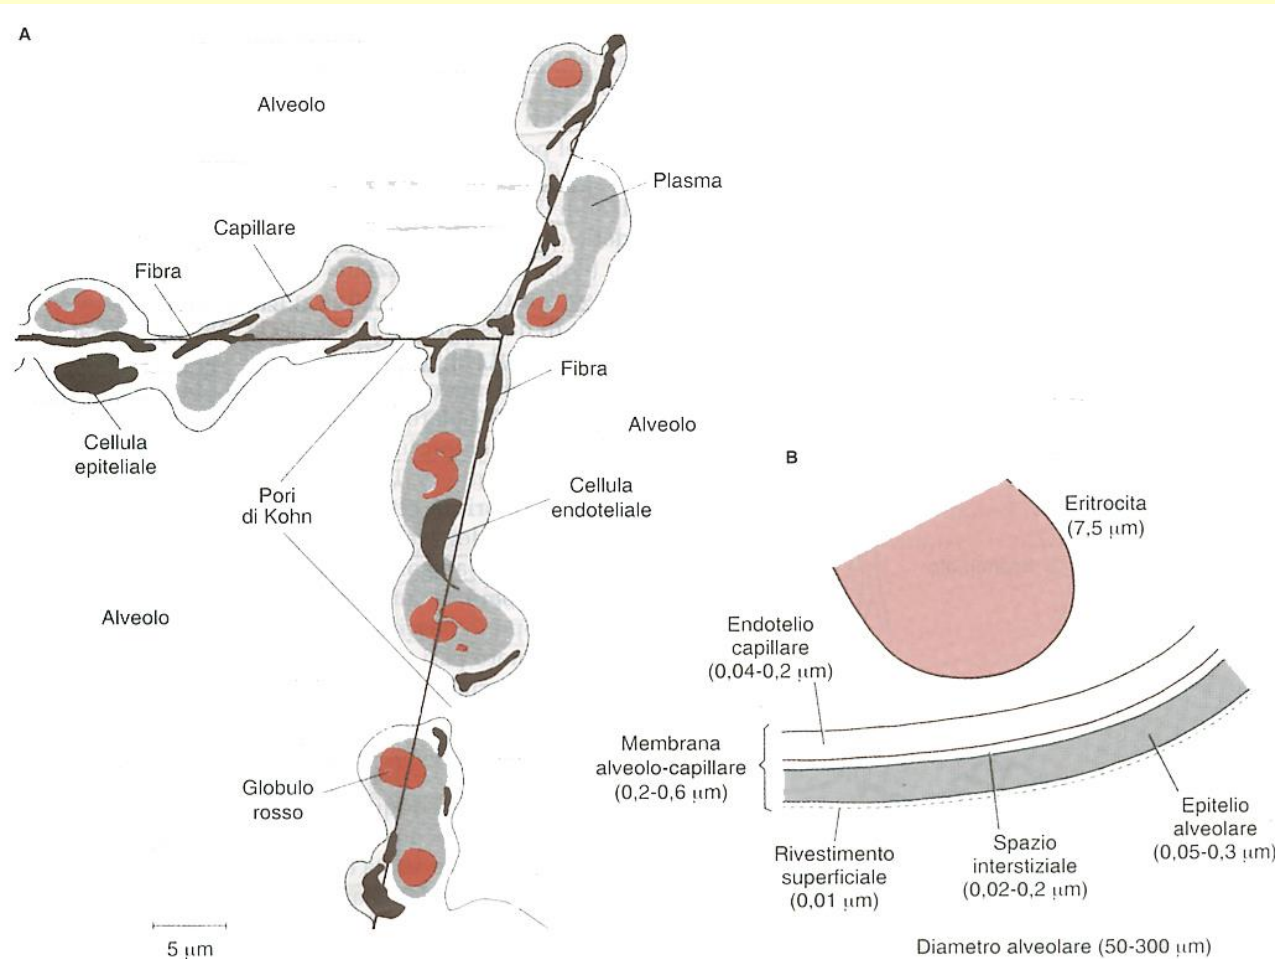 A
Alveolo
Plasma
Capillare
Fibra
Fibra
Cellula
epiteliale
Alveolo
Pori
di Kohn
Cellula
endoteliale
Alveolo
Globulo
rosso
5 µm
B
Eritrocita
(7,5 µm)
Endotelio
capillare
(0,04-0,2 µm)
Membrana
alveolo-capillare
(0,2-0,6 µm)
Rivestimento
superficiale
(0,01 µm)
Spazio
interstiziale
(0,02-0,2 µm)
Epitelio
alveolare
(0,05-0,3 µm)
Diametro alveolare (50-300 µm)